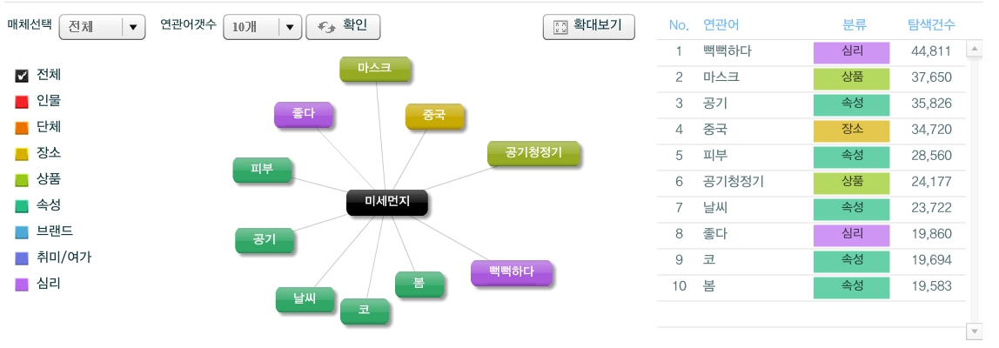 매체선택 전체 연관어갯수 10개 확인 확대보기
전체
인물
단체
장소
상품
속성
브랜드
취미/여가
심리
마스크
좋다
중국
공기청정기
피부
미세먼지
공기
뻑뻑하다
봄
날씨
코
No. 연관어 분류 탐색건수
1 뻑뻑하다 심리 44,811
2 마스크 상품 37,650
3 공기 속성 35,826
4 중국 장소 34,720
5 피부 속성 28,560
6 공기청정기 상품 24,177
7 날씨 속성 23,722
8 좋다 심리 19,860
9 코 속성 19,694
10 봄 속성 19,583